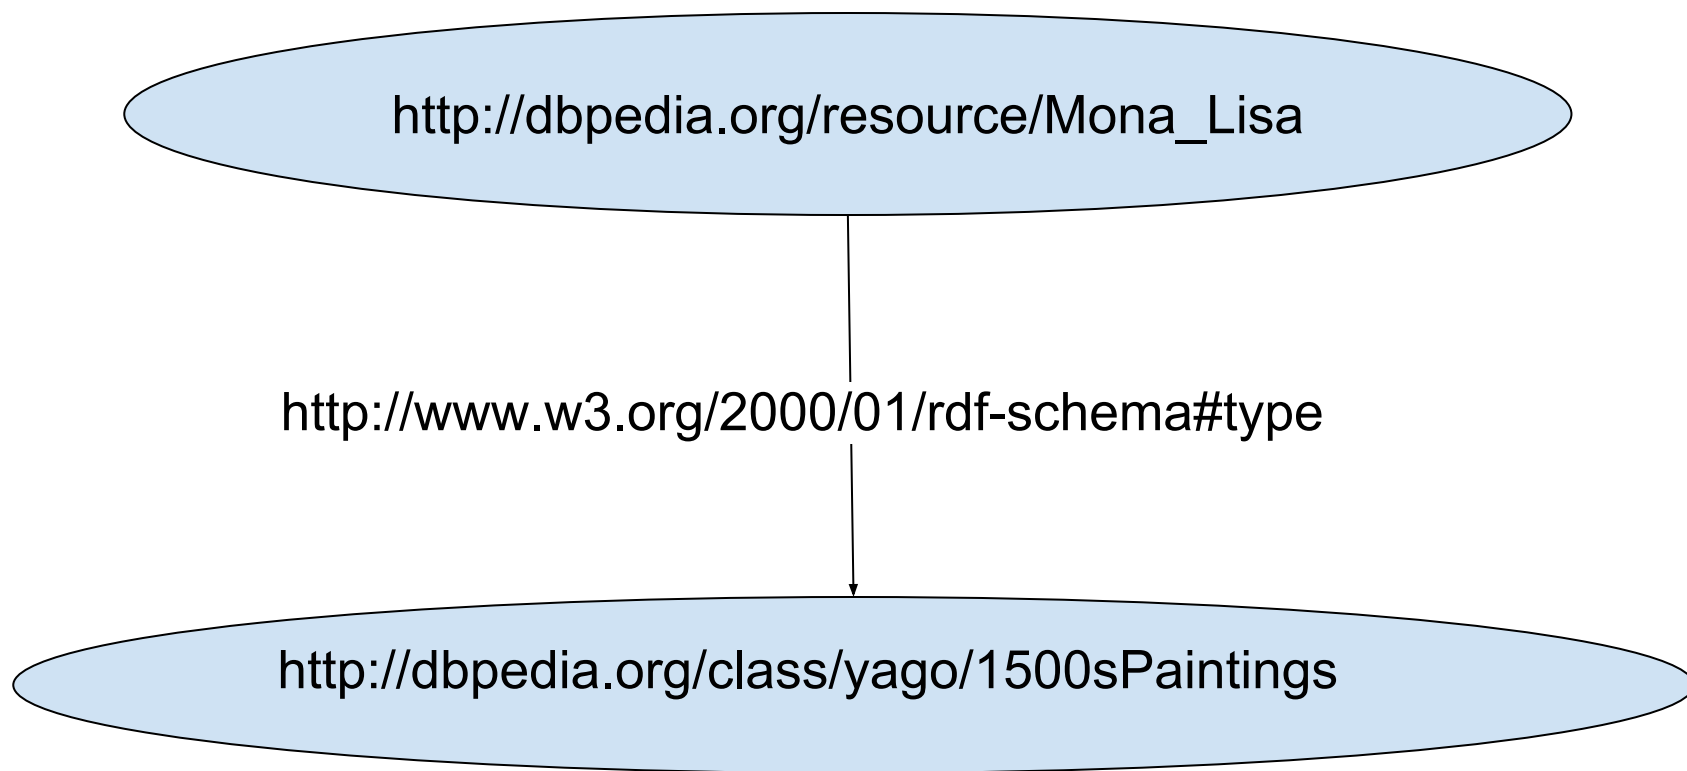 http://dbpedia.org/resource/Mona_Lisa
http://www.w3.org/2000/01/rdf-schema#type
http://dbpedia.org/class/yago/1500sPaintings